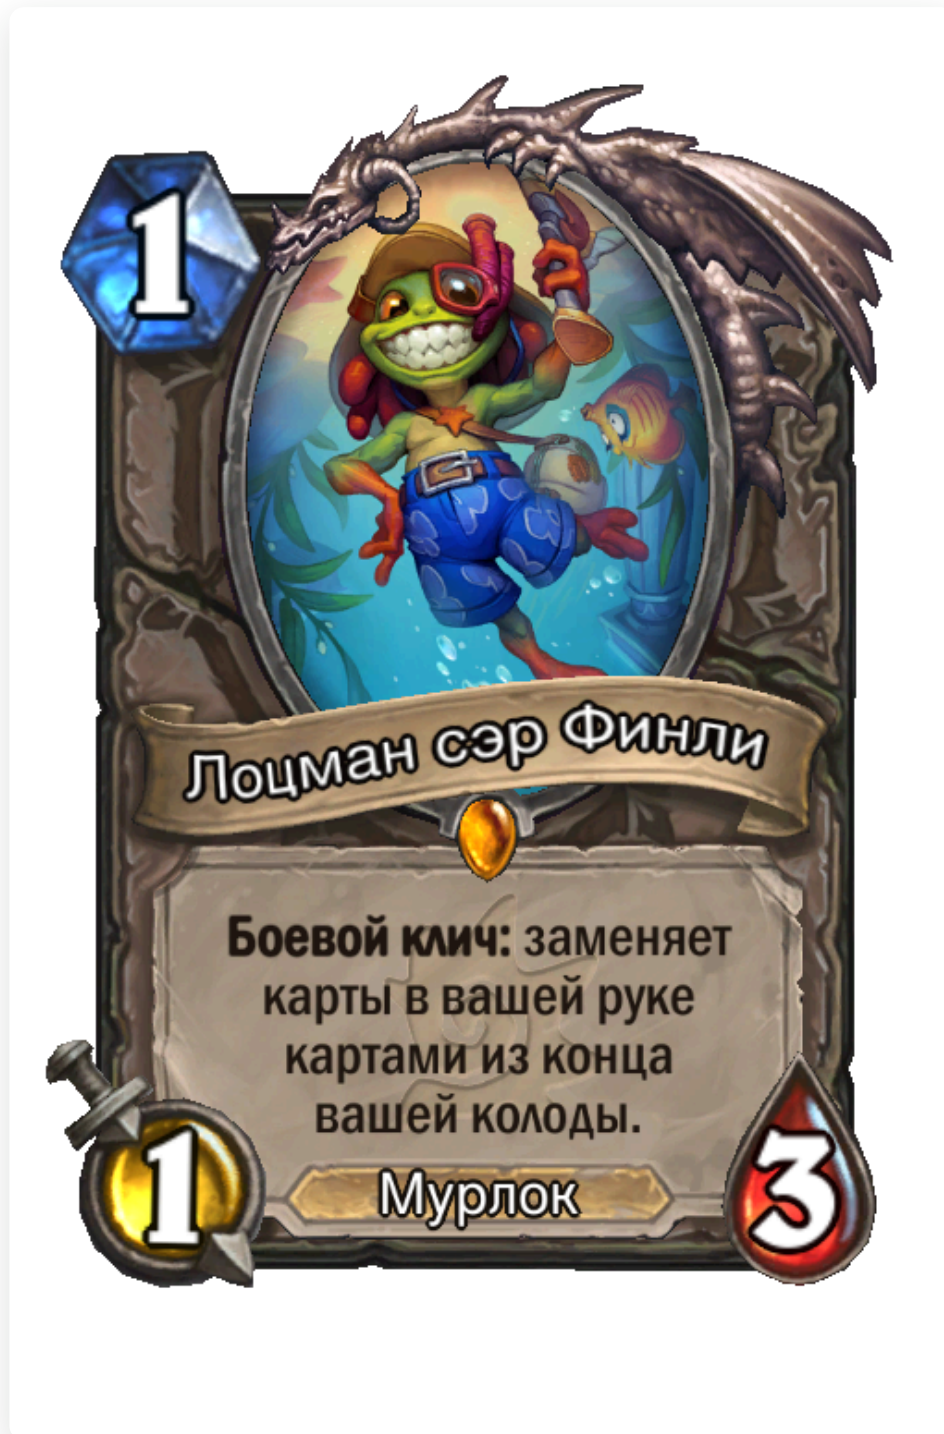 1
Лоцман сэр Финли
Боевой клич: заменяет
карты в вашей руке
картами из конца
вашей колоды.
Мурлок
1
3